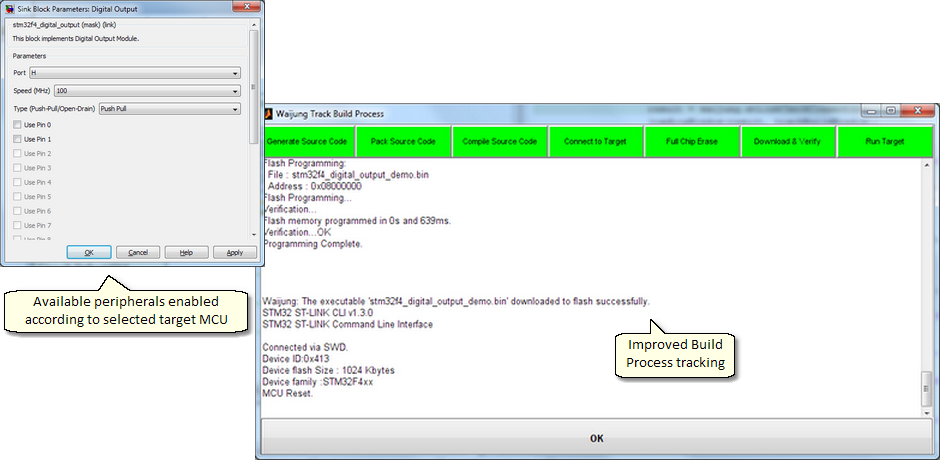 Sink Block Parameters: Digital Output
stm32f4_digital_output (mask) (link)
This block implements Digital Output Module.
Parameters
Port H
Speed (MHz) 100
Type (Push-Pull/Open-Drain) Push Pull
Use Pin 0
Use Pin 1
Use Pin 2
Use Pin 3
Use Pin 4
Use Pin 5
Use Pin 6
Use Pin 7
Use Pin 8
OK Cancel Help Apply
Available peripherals enabled
according to selected target MCU
Waijung Track Build Process
Generate Source Code Pack Source Code Compile Source Code Connect to Target Full Chip Erase Download & Verify Run Target
Flash Programming:
File : stm32f4_digital_output_demo.bin
Address : 0x08000000
Flash Programming...
Verification...
Flash memory programmed in 0s and 639ms.
Verification...OK
Programming Complete.
Waijung: The executable 'stm32f4_digital_output_demo.bin' downloaded to flash successfully.
STM32 ST-LINK CLI v1.3.0
STM32 ST-LINK Command Line Interface
Connected via SWD.
Device ID:0x413
Device flash Size : 1024 Kbytes
Device family :STM32F4xx
MCU Reset.
Improved Build
Process tracking
OK